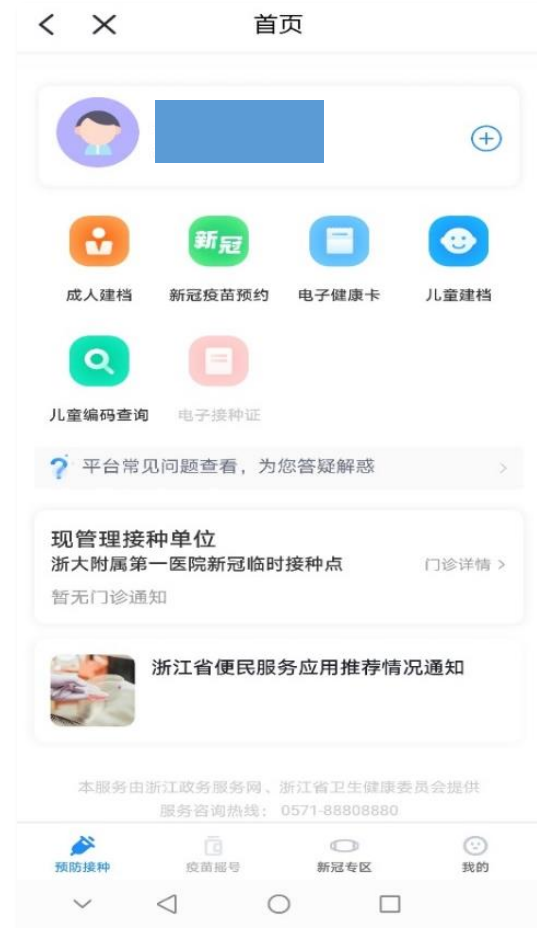 首页
成人建档
新冠
新冠疫苗预约
电子健康卡
儿童建档
儿童编码查询
电子接种证
平台常见问题查看，为您答疑解惑
现管理接种单位
浙大附属第一医院新冠临时接种点
门诊详情
暂无门诊通知
浙江省便民服务应用推荐情况通知
本服务由浙江政务服务网、浙江省卫生健康委员会提供
服务咨询热线： 0571-88808880
预防接种
疫苗摇号
新冠专区
我的